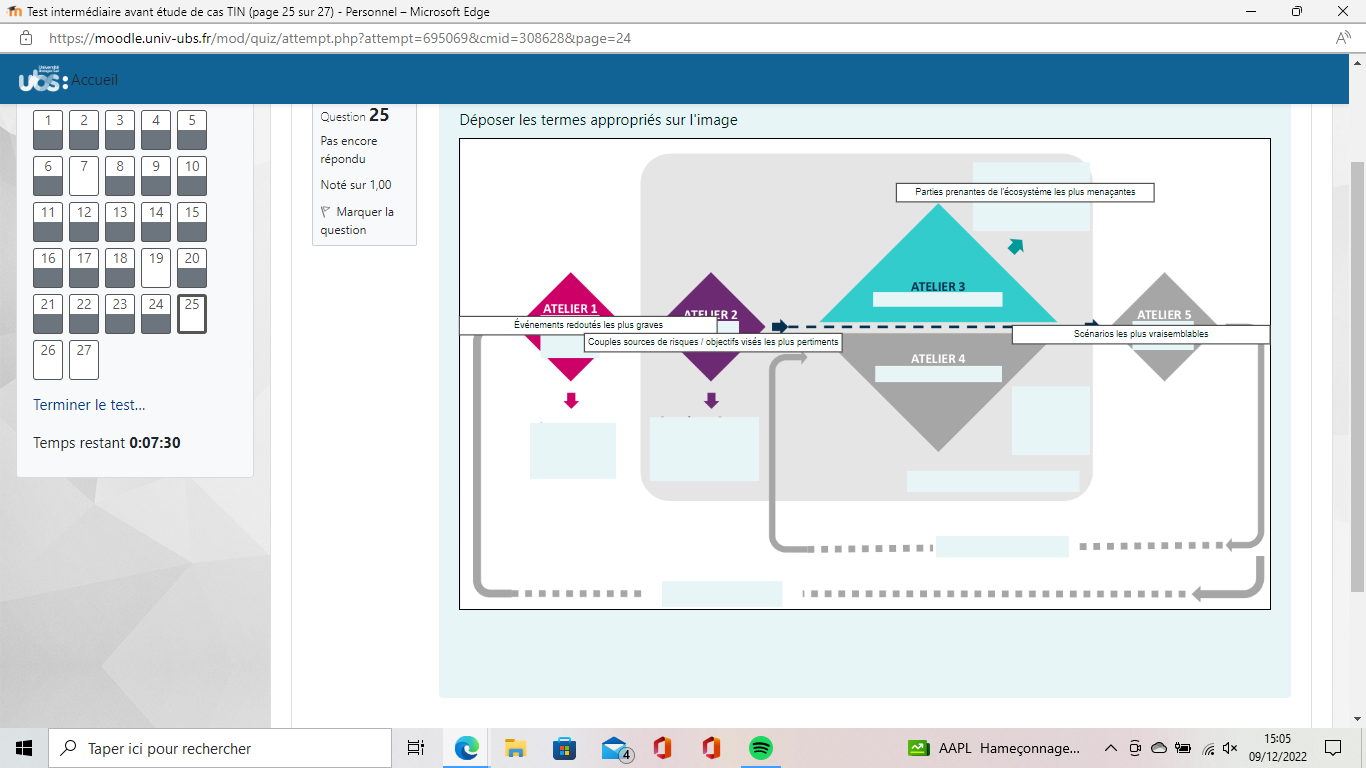 Test intermédiaire avant étude de cas TIN (page 25 sur 27) - Personnel – Microsoft Edge
https://moodle.univ-ubs.fr/mod/quiz/attempt.php?attempt=695069&cmid=308628&page=24
ubs: Accueil
1 2 3 4 5
6 7 8 9 10
11 12 13 14 15
16 17 18 19 20
21 22 23 24 25
26 27
Terminer le test...
Temps restant 0:07:30
Question 25
Pas encore
répondu
Noté sur 1,00
Marquer la
question
Déposer les termes appropriés sur l'image
Parties prenantes de l'écosystème les plus menaçantes
ATELIER 3
ATELIER 1
ATELIER 2
ATELIER 5
Événements redoutés les plus graves
Scénarios les plus vraisemblables
Couples sources de risques / objectifs visés les plus pertiments
ATELIER 4
Taper ici pour rechercher
4
AAPL Hameçonnage...
15:05
09/12/2022